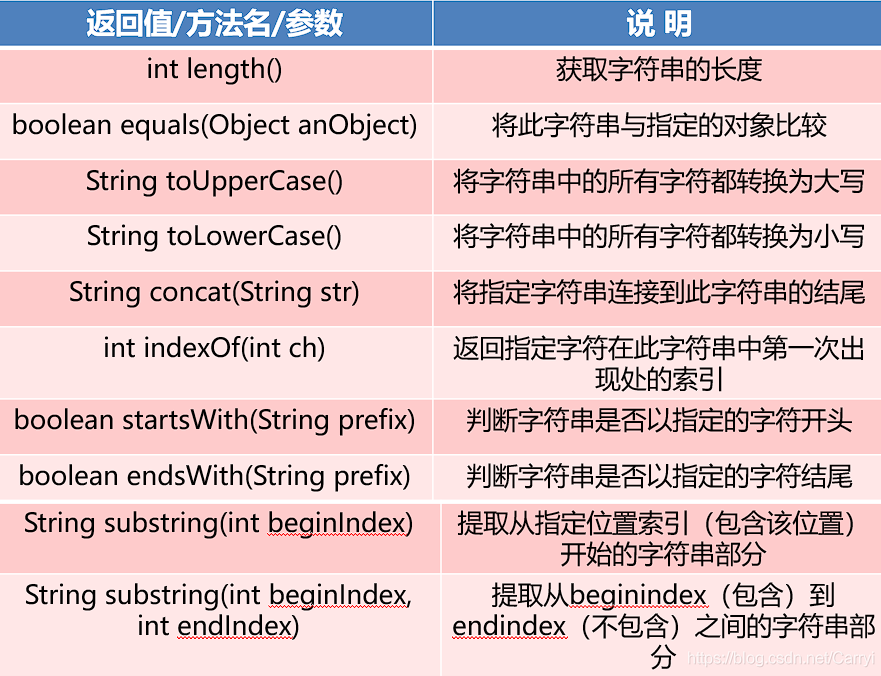 返回值/方法名/参数 说 明
int length() 获取字符串的长度
boolean equals(Object anObject) 将此字符串与指定的对象比较
String toUpperCase() 将字符串中的所有字符都转换为大写
String toLowerCase() 将字符串中的所有字符都转换为小写
String concat(String str) 将指定字符串连接到此字符串的结尾
int indexOf(int ch) 返回指定字符在此字符串中第一次出
现处的索引
boolean startsWith(String prefix) 判断字符串是否以指定的字符开头
boolean endsWith(String prefix) 判断字符串是否以指定的字符结尾
String substring(int beginIndex) 提取从指定位置索引（包含该位置）
开始的字符串部分
String substring(int beginIndex, 提取从beginindex（包含）到
int endIndex) endindex（不包含）之间的字符串部
分
https://blog.csdn.net/Garryi